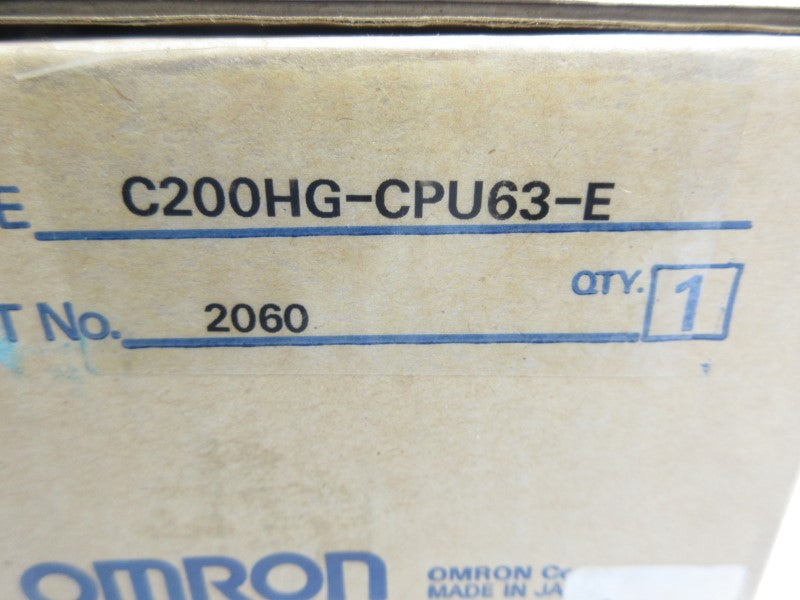 E C200HG-CPU63-E
T No. 2060 QTY. 1
OMRON
OMRON Co
MADE IN JA